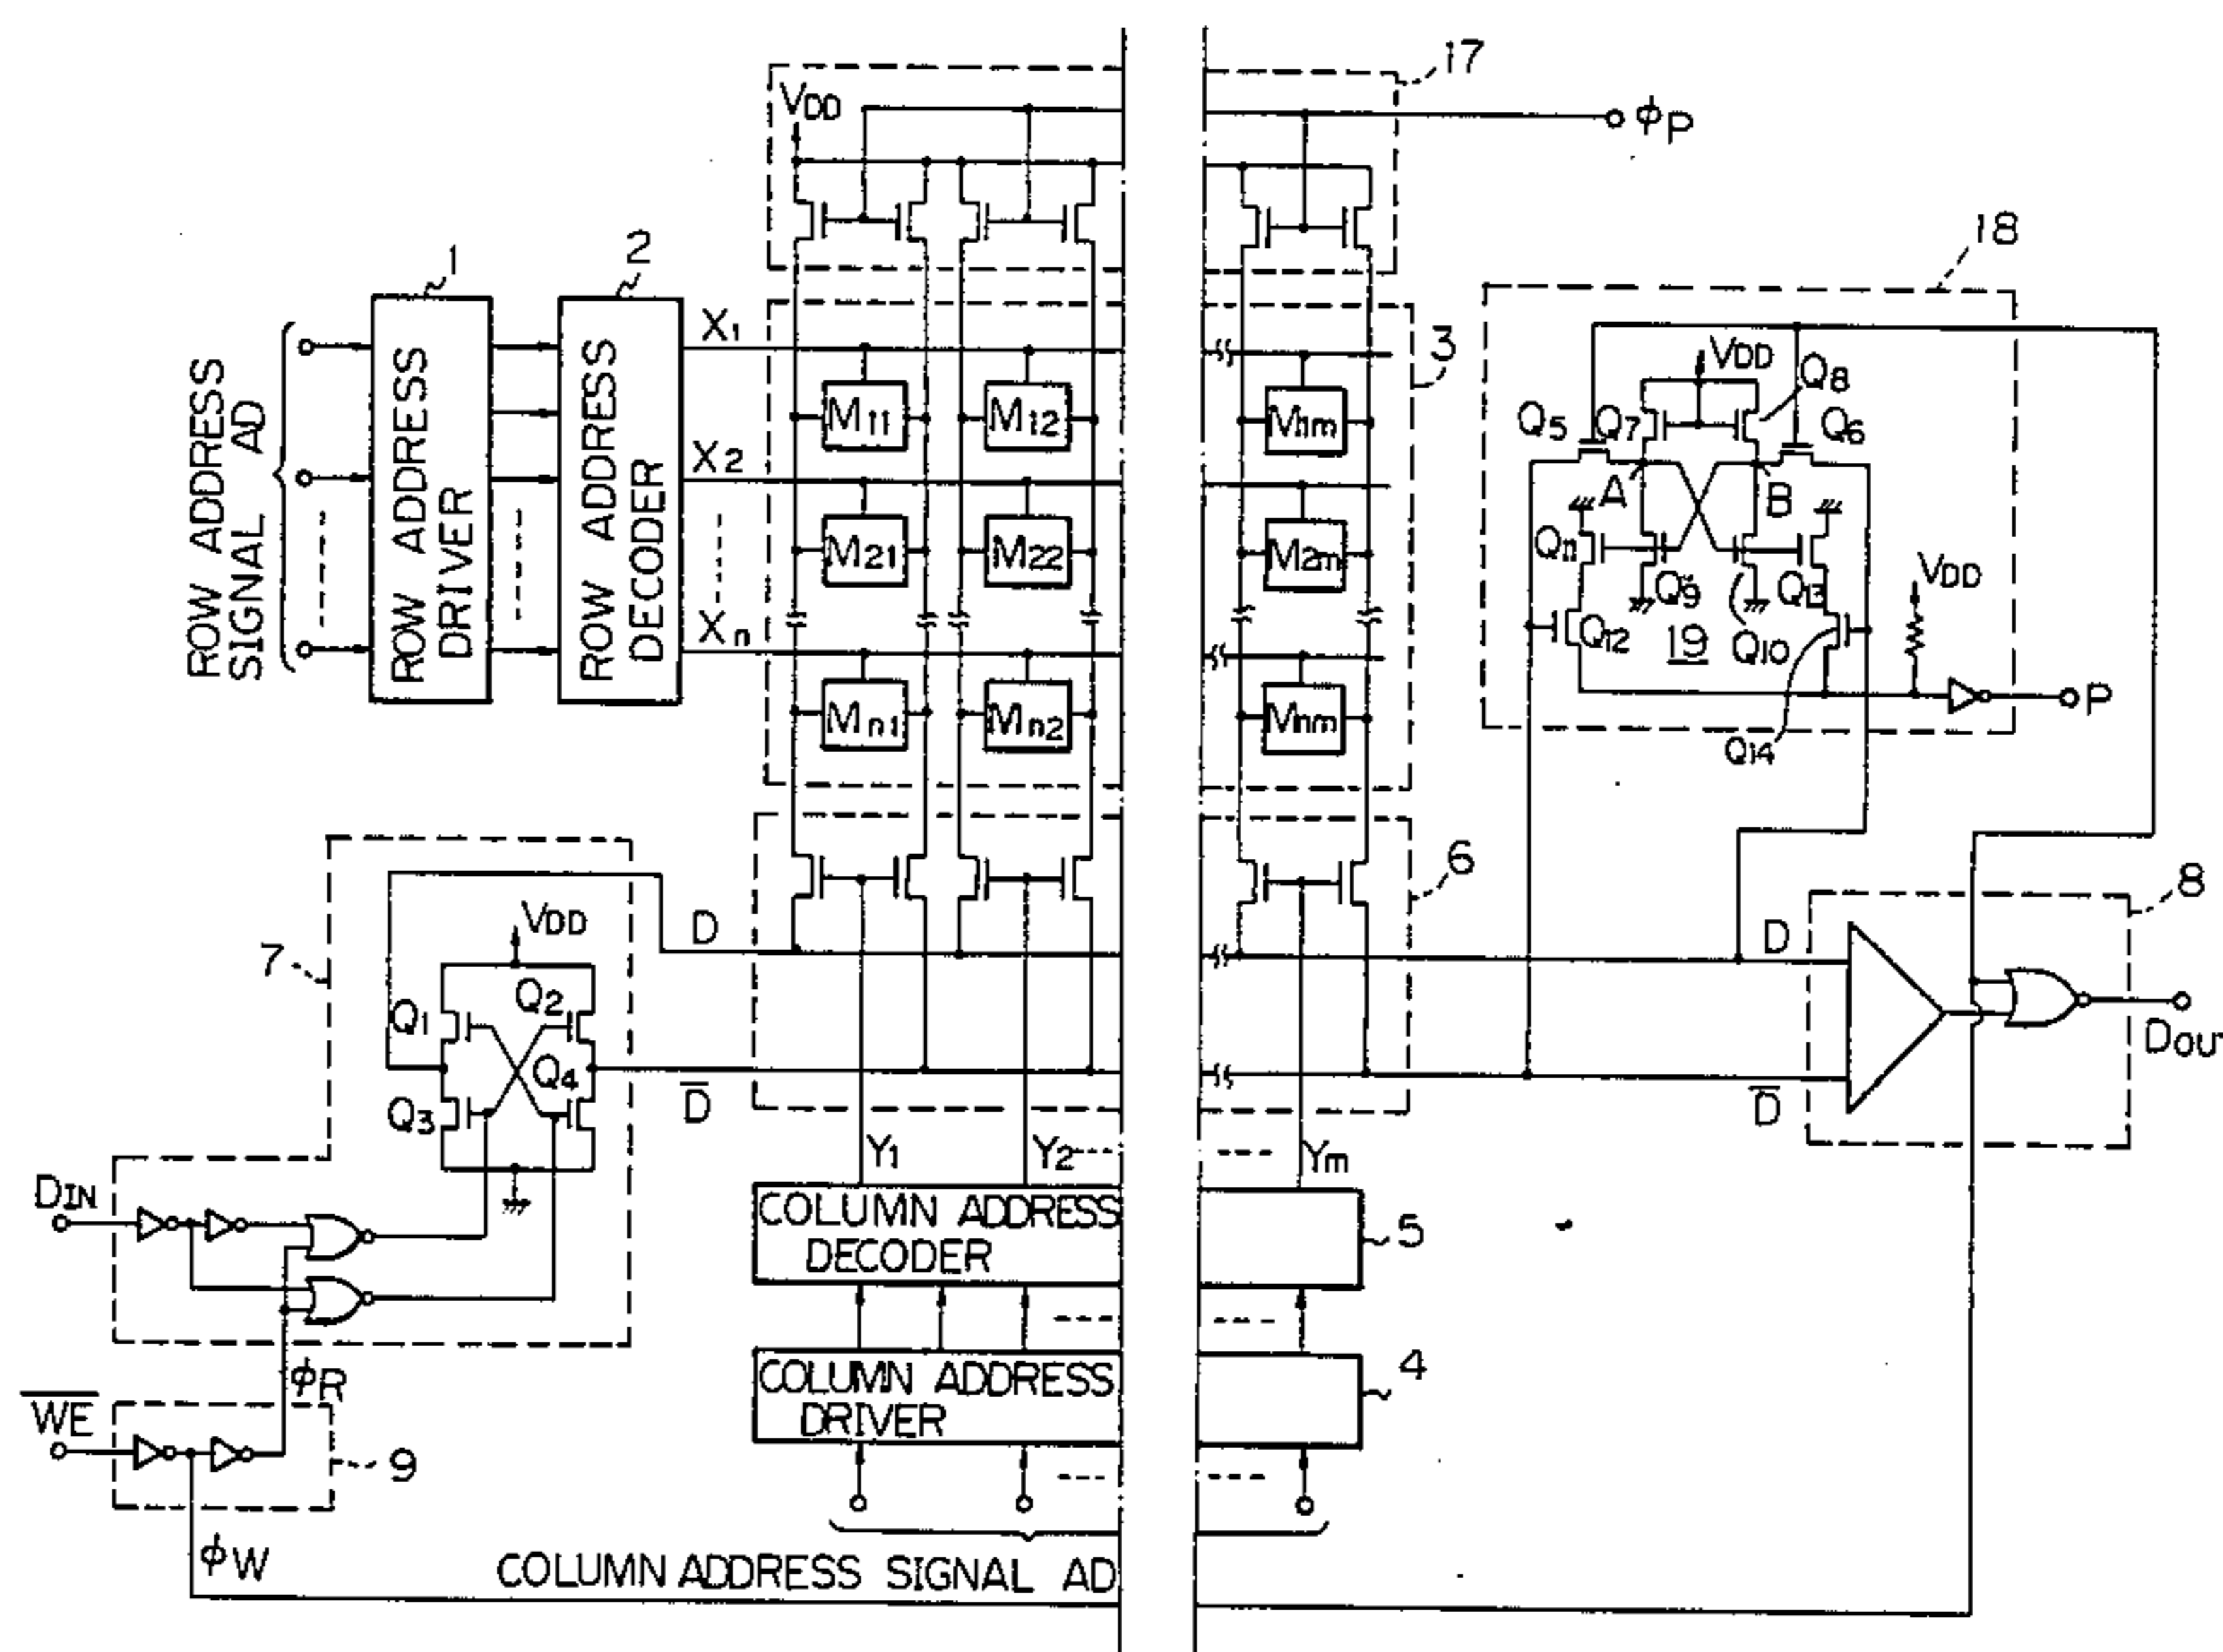 17
VDD
ϕP
18
1
2
3
ROW ADDRESS SIGNAL AD
ROW ADDRESS DRIVER
ROW ADDRESS DECODER
X1
X2
Xn
M11
M12
M1m
M21
M22
M2m
Mn1
Mn2
Mnm
VDD
Q8
Q5
Q7
Q6
A
B
Q11
Q9
Q13
VDD
Q12
19
Q10
P
Q14
7
VDD
D
6
8
Q1
Q2
D
Q3
Q4
D̅
D̅
DOUT
DIN
Y1
Y2
Ym
COLUMN ADDRESS
DECODER
5
ϕR
COLUMN ADDRESS
DRIVER
4
W̅E̅
9
ϕW
COLUMN ADDRESS SIGNAL AD